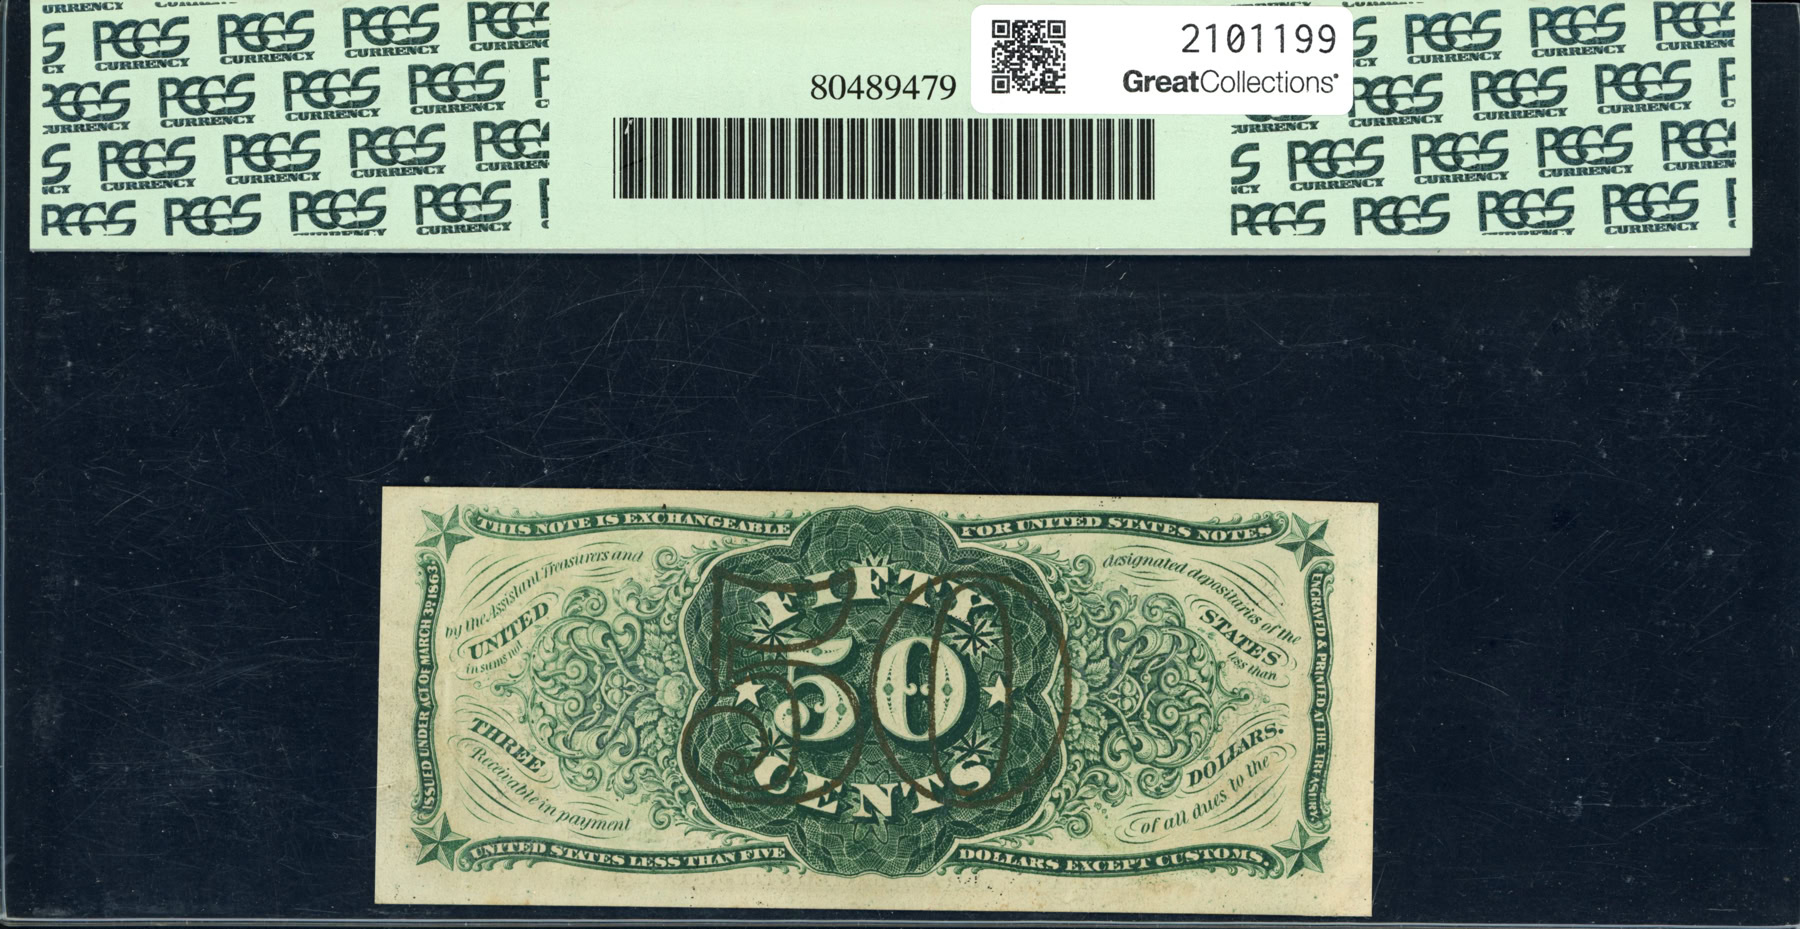 PCGS CURRENCY
2101199
GreatCollections
80489479
THIS NOTE IS EXCHANGEABLE FOR UNITED STATES NOTES
by the Assistant Treasurers and designated depositaries of the
UNITED STATES
in sums not less than
THREE DOLLARS.
Receivable in payment of all dues to the
UNITED STATES LESS THAN FIVE DOLLARS EXCEPT CUSTOMS.
ISSUED UNDER ACT OF MARCH 3D. 1863.
ENGRAVED & PRINTED AT THE TREASURY.
FIFTY
50
CENTS
50